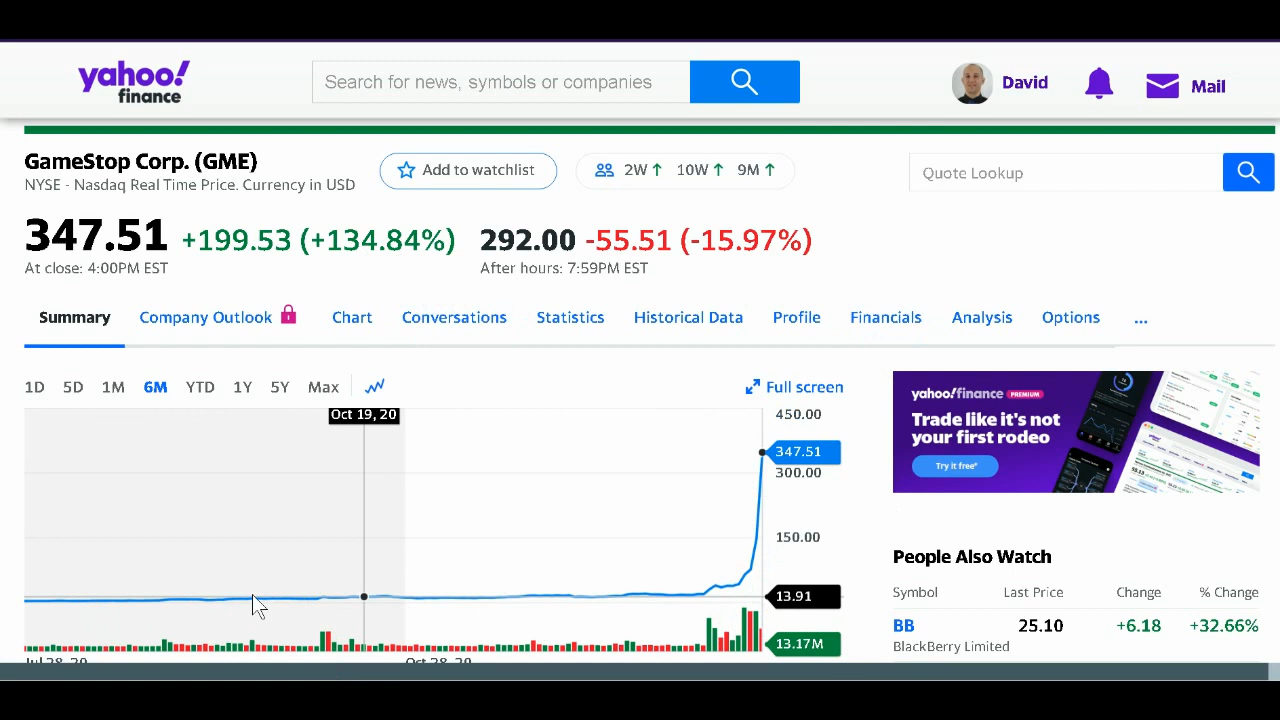 yahoo!
finance
Search for news, symbols or companies
David
Mail
GameStop Corp. (GME)
NYSE - Nasdaq Real Time Price. Currency in USD
Add to watchlist
2W↑ 10W↑ 9M↑
Quote Lookup
347.51 +199.53 (+134.84%)
At close: 4:00PM EST
292.00 -55.51 (-15.97%)
After hours: 7:59PM EST
Summary
Company Outlook
Chart
Conversations
Statistics
Historical Data
Profile
Financials
Analysis
Options
...
1D 5D 1M 6M YTD 1Y 5Y Max
Full screen
Oct 19, 20
450.00
347.51
300.00
150.00
13.91
13.17M
Jul 28, 20
Oct 28, 20
yahoo!finance PREMIUM
Trade like it's not
your first rodeo
Try it free*
People Also Watch
Symbol Last Price Change % Change
BB 25.10 +6.18 +32.66%
BlackBerry Limited